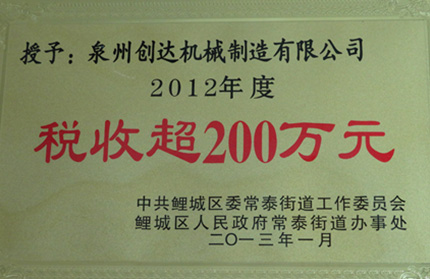 授予：泉州创达机械制造有限公司
2012年度
税收超200万元
中共鲤城区委常泰街道工作委员会
鲤城区人民政府常泰街道办事处
二〇一三年一月